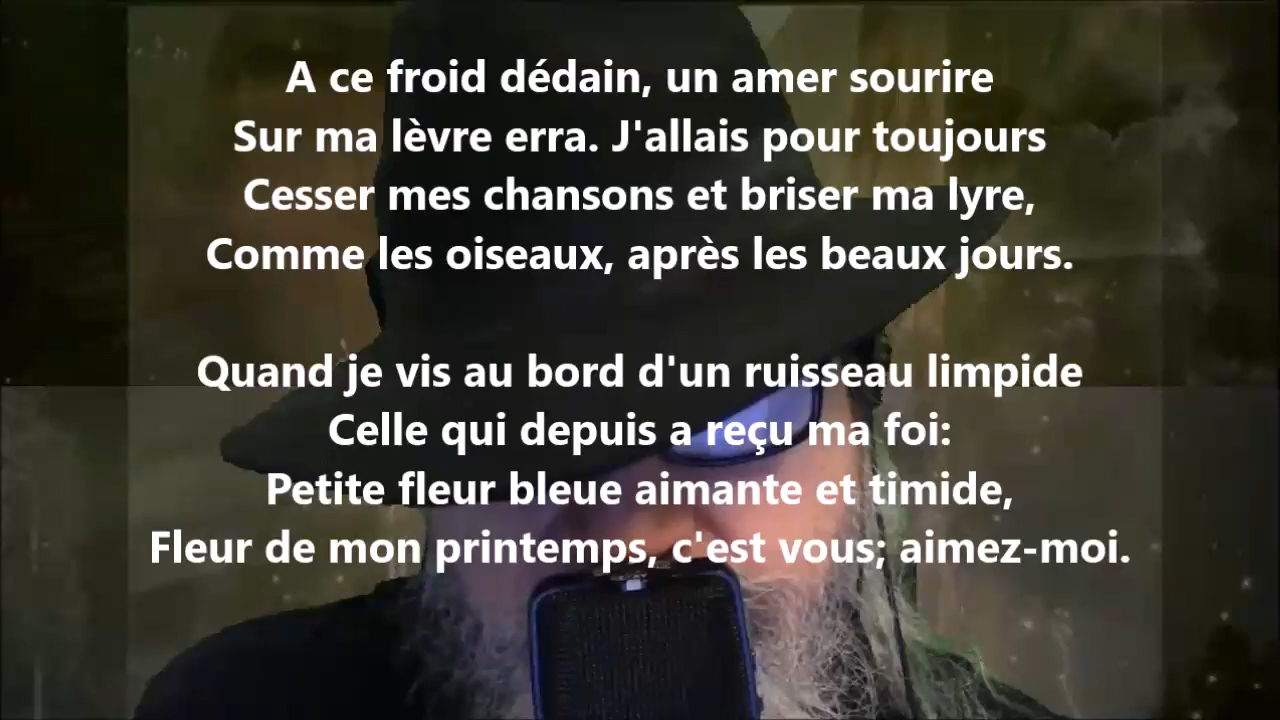 A ce froid dédain, un amer sourire
Sur ma lèvre erra. J'allais pour toujours
Cesser mes chansons et briser ma lyre,
Comme les oiseaux, après les beaux jours.
Quand je vis au bord d'un ruisseau limpide
Celle qui depuis a reçu ma foi:
Petite fleur bleue aimante et timide,
Fleur de mon printemps, c'est vous; aimez-moi.